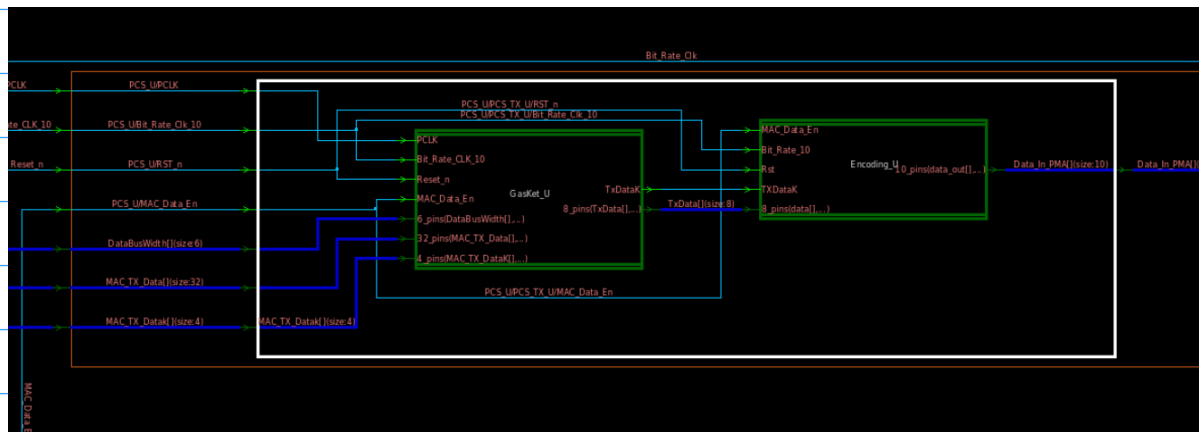 Bit_Rate_Clk
PCLK
PCS_U/PCLK
PCS_U/PCS_TX_U/RST_n
PCS_U/PCS_TX_U/Bit_Rate_Clk_10
te_CLK_10
PCS_U/Bit_Rate_Clk_10
PCLK
MAC_Data_En
Bit_Rate_CLK_10
Bit_Rate_10
Reset_n
PCS_U/RST_n
Reset_n
GasKet_U
TxDataK
Rst
Encoding_U
10_pins(data_out[],...)
Data_In_PMA[](size:10)
Data_In_PMA[](
TXDataK
PCS_U/MAC_Data_En
MAC_Data_En
8_pins(TxData[],...)
TxData[](size:8)
8_pins(data[],...)
6_pins(DataBusWidth[],...)
DataBusWidth[](size:6)
32_pins(MAC_TX_Data[],...)
4_pins(MAC_TX_DataK[],...)
MAC_TX_Data[](size:32)
PCS_U/PCS_TX_U/MAC_Data_En
MAC_TX_Datak[](size:4)
MAC_TX_Datak[](size:4)
MAC_Data_E